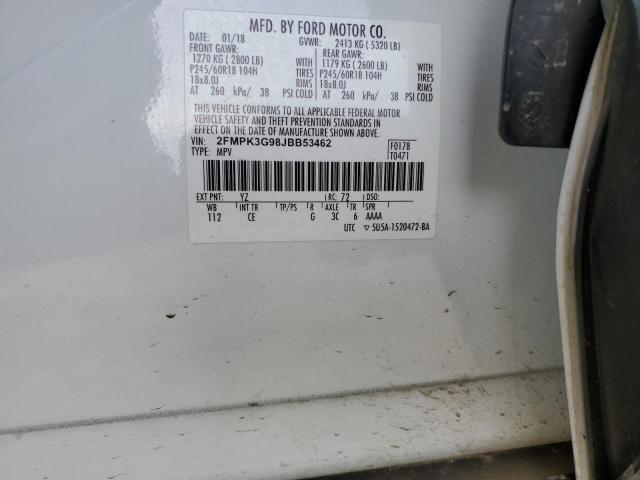 MFD. BY FORD MOTOR CO.
DATE: 01/18 GVWR: 2413 KG ( 5320 LB)
FRONT GAWR: REAR GAWR:
1270 KG ( 2800 LB) WITH 1179 KG ( 2600 LB) WITH
P245/60R18 104H TIRES P245/60R18 104H TIRES
18x8.0J RIMS 18x8.0J RIMS
AT 260 kPa/ 38 PSI COLD AT 260 kPa/ 38 PSI COLD
THIS VEHICLE CONFORMS TO ALL APPLICABLE FEDERAL MOTOR
VEHICLE SAFETY AND THEFT PREVENTION STANDARDS IN
EFFECT ON THE DATE OF MANUFACTURE SHOWN ABOVE.
VIN: 2FMPK3G98JBB53462 F0178
TYPE: MPV T0471
EXT PNT: YZ RC: 72 DSO:
WB INT TR TP/PS R AXLE TR SPR
112 CE G 3C 6 AAAA
UTC ▽ 5U5A-1520472-BA